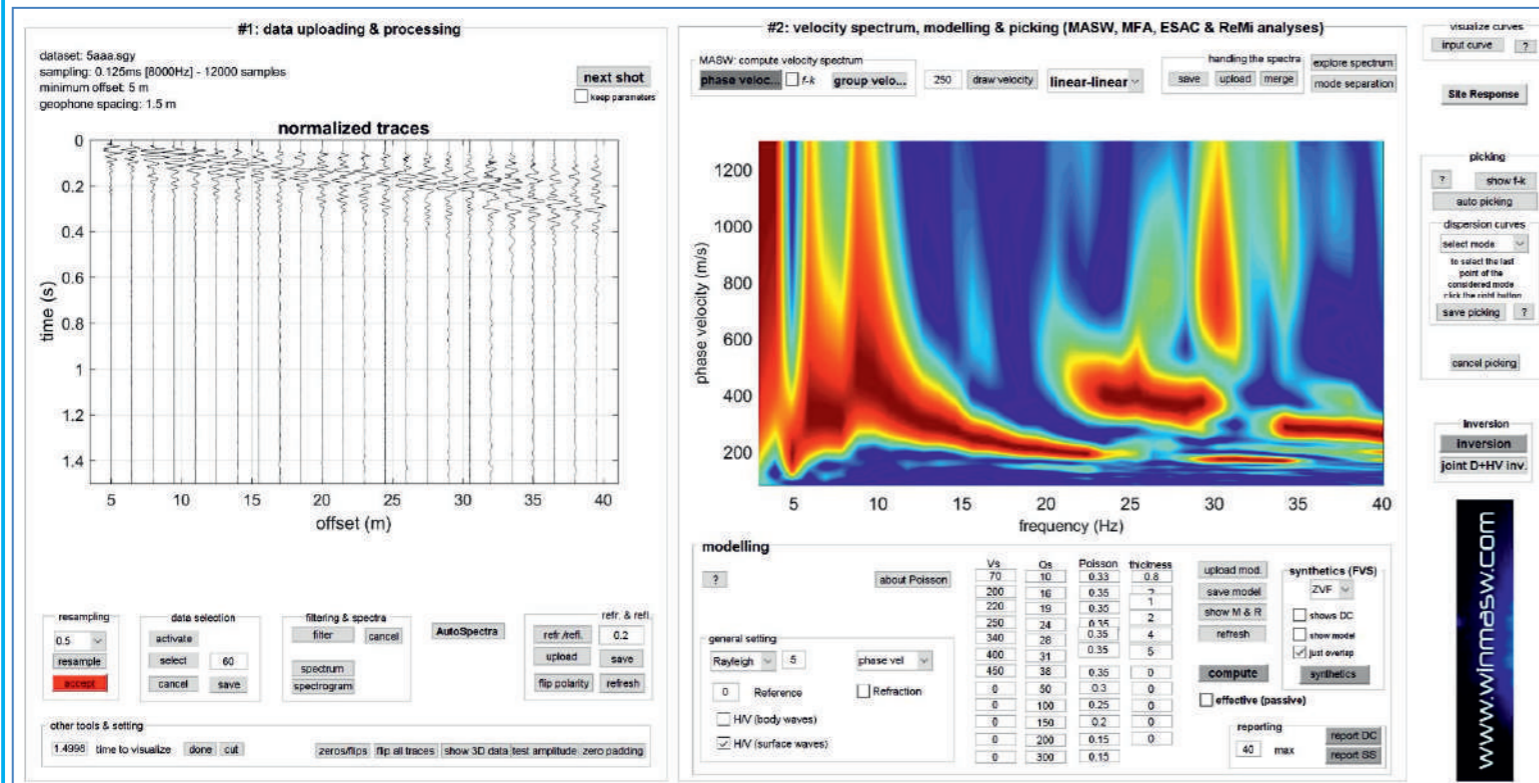 #1: data uploading & processing
dataset: 5aaa.sgy
sampling: 0.125ms [8000Hz] - 12000 samples
minimum offset: 5 m
geophone spacing: 1.5 m
next shot
keep parameters
normalized traces
0
0.2
0.4
0.6
0.8
1
1.2
1.4
time (s)
5 10 15 20 25 30 35 40
offset (m)
resampling
0.5
resample
accept
data selection
activate
select 60
cancel save
filtering & spectra
filter cancel
spectrum
spectrogram
AutoSpectra
refr. & refl.
refr./refl. 0.2
upload save
flip polarity refresh
other tools & setting
1.4998 time to visualize done cut zeros/flips flip all traces show 3D data test amplitude zero padding
#2: velocity spectrum, modelling & picking (MASW, MFA, ESAC & ReMi analyses)
MASW: compute velocity spectrum
phase veloc... f-k group velo... 250 draw velocity linear-linear
handling the spectra
save upload merge
explore spectrum
mode separation
1200
1000
800
600
400
200
phase velocity (m/s)
5 10 15 20 25 30 35 40
frequency (Hz)
modelling
? about Poisson
general setting
Rayleigh 5 phase vel
0 Reference Refraction
H/V (body waves)
H/V (surface waves)
Vs Qs Poisson thickness
70 10 0.33 0.8
200 16 0.35
220 19 0.35 1
250 24 0.35 2
340 28 0.35 4
400 31 0.35 5
450 38 0.35 0
0 50 0.3 0
0 100 0.25 0
0 150 0.2 0
0 200 0.15 0
0 300 0.15
upload mod.
save model
show M & R
refresh
compute
effective (passive)
synthetics (FVS)
ZVF
shows DC
show model
just overlap
synthetics
reporting
40 max
report DC
report SS
visualize curves
input curve ?
Site Response
picking
? show f-k
auto picking
dispersion curves
select mode
to select the last
point of the
considered mode
click the right button
save picking ?
cancel picking
Inversion
inversion
joint D+HV inv.
www.winmasw.com